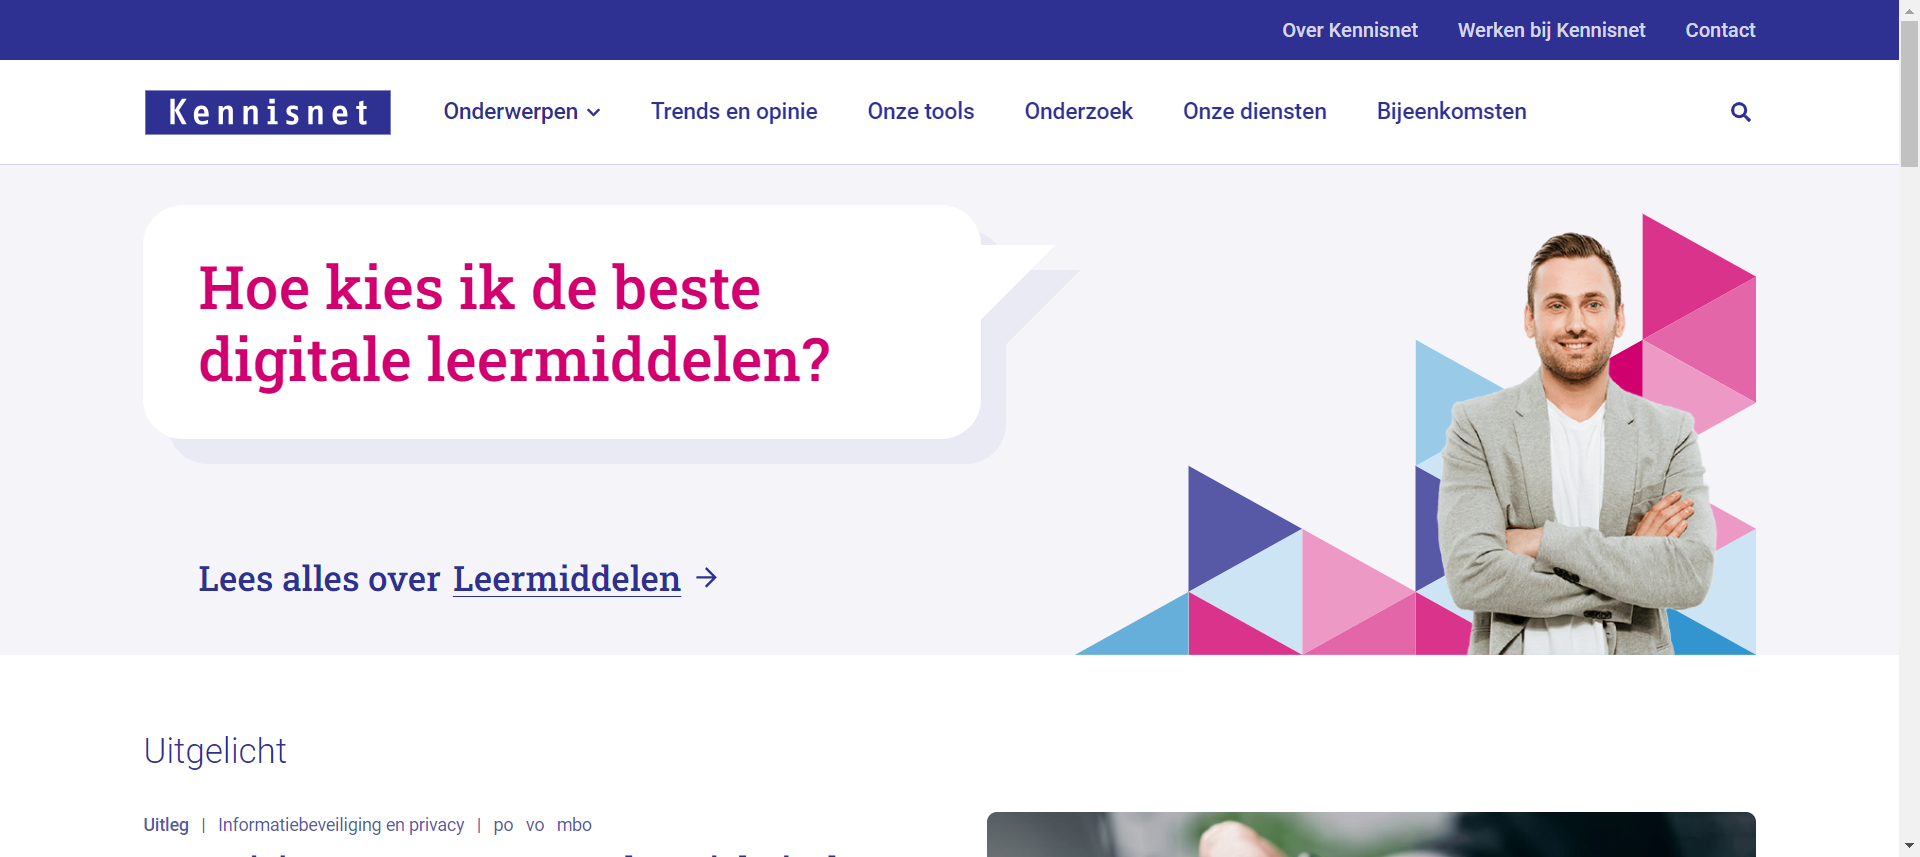 Over Kennisnet Werken bij Kennisnet Contact
Kennisnet Onderwerpen Trends en opinie Onze tools Onderzoek Onze diensten Bijeenkomsten
Hoe kies ik de beste
digitale leermiddelen?
Lees alles over Leermiddelen →
Uitgelicht
Uitleg | Informatiebeveiliging en privacy | po vo mbo